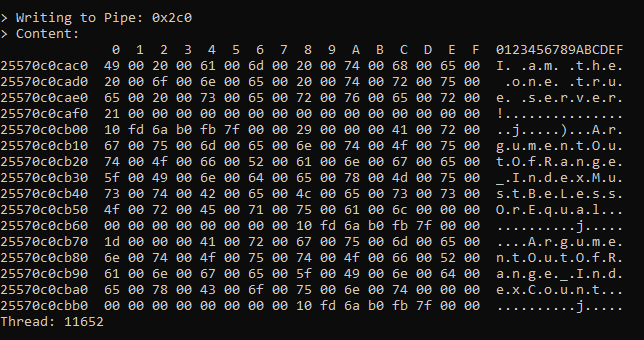 > Writing to Pipe: 0x2c0
> Content:
0 1 2 3 4 5 6 7 8 9 A B C D E F 0123456789ABCDEF
25570c0cac0 49 00 20 00 61 00 6d 00 20 00 74 00 68 00 65 00 I. .a.m. .t.h.e.
25570c0cad0 20 00 6f 00 6e 00 65 00 20 00 74 00 72 00 75 00  .o.n.e. .t.r.u.
25570c0cae0 65 00 20 00 73 00 65 00 72 00 76 00 65 00 72 00 e. .s.e.r.v.e.r.
25570c0caf0 21 00 00 00 00 00 00 00 00 00 00 00 00 00 00 00 !...............
25570c0cb00 10 fd 6a b0 fb 7f 00 00 29 00 00 00 41 00 72 00 ..j.....)...A.r.
25570c0cb10 67 00 75 00 6d 00 65 00 6e 00 74 00 4f 00 75 00 g.u.m.e.n.t.O.u.
25570c0cb20 74 00 4f 00 66 00 52 00 61 00 6e 00 67 00 65 00 t.O.f.R.a.n.g.e.
25570c0cb30 5f 00 49 00 6e 00 64 00 65 00 78 00 4d 00 75 00 _.I.n.d.e.x.M.u.
25570c0cb40 73 00 74 00 42 00 65 00 4c 00 65 00 73 00 73 00 s.t.B.e.L.e.s.s.
25570c0cb50 4f 00 72 00 45 00 71 00 75 00 61 00 6c 00 00 00 O.r.E.q.u.a.l...
25570c0cb60 00 00 00 00 00 00 00 00 10 fd 6a b0 fb 7f 00 00 ..........j.....
25570c0cb70 1d 00 00 00 41 00 72 00 67 00 75 00 6d 00 65 00 ....A.r.g.u.m.e.
25570c0cb80 6e 00 74 00 4f 00 75 00 74 00 4f 00 66 00 52 00 n.t.O.u.t.O.f.R.
25570c0cb90 61 00 6e 00 67 00 65 00 5f 00 49 00 6e 00 64 00 a.n.g.e._.I.n.d.
25570c0cba0 65 00 78 00 43 00 6f 00 75 00 6e 00 74 00 00 00 e.x.C.o.u.n.t...
25570c0cbb0 00 00 00 00 00 00 00 00 10 fd 6a b0 fb 7f 00 00 ..........j.....
Thread: 11652